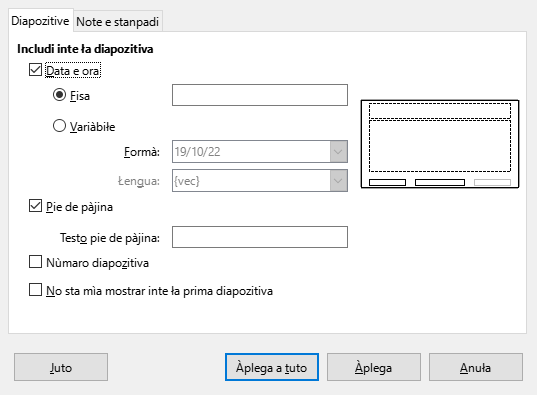 Diapozitive Note e stanpadi
Includi inte ła diapozitiva
Data e ora
Fisa
Variàbiłe
Formà: 19/10/22
Łengua: {vec}
Pie de pàjina
Testo pie de pàjina:
Nùmaro diapozitiva
No sta mìa mostrar inte ła prima diapozitiva
Juto Àplega a tuto Àplega Anuła